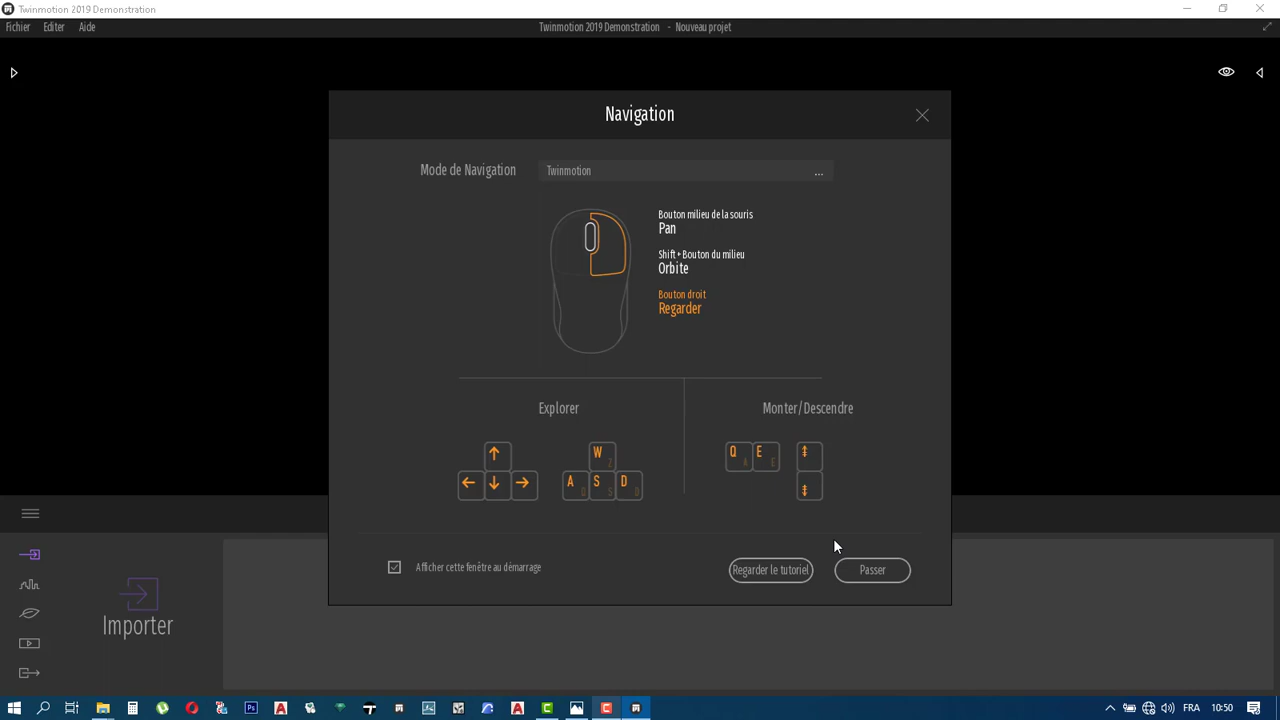 Twinmotion 2019 Demonstration
Fichier Editer Aide
Twinmotion 2019 Demonstration - Nouveau projet
Navigation
Mode de Navigation Twinmotion ...
Bouton milieu de la souris
Pan
Shift+Bouton du milieu
Orbite
Bouton droit
Regarder
Explorer
Monter/Descendre
W Z
Q A E E
A Q S S D D
Afficher cette fenêtre au démarrage
Regarder le tutoriel
Passer
Importer
Ps
FRA 10:50